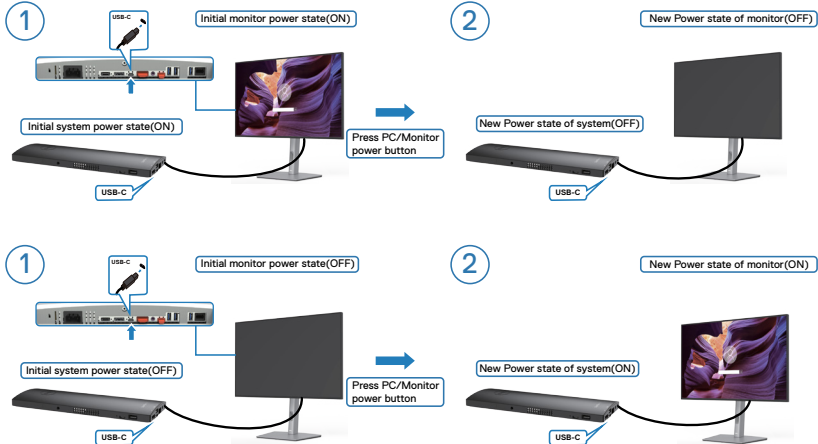 1
USB-C
Initial monitor power state(ON)
2
New Power state of monitor(OFF)
Initial system power state(ON)
Press PC/Monitor
power button
New Power state of system(OFF)
USB-C
USB-C
1
USB-C
Initial monitor power state(OFF)
2
New Power state of monitor(ON)
Initial system power state(OFF)
Press PC/Monitor
power button
New Power state of system(ON)
USB-C
USB-C